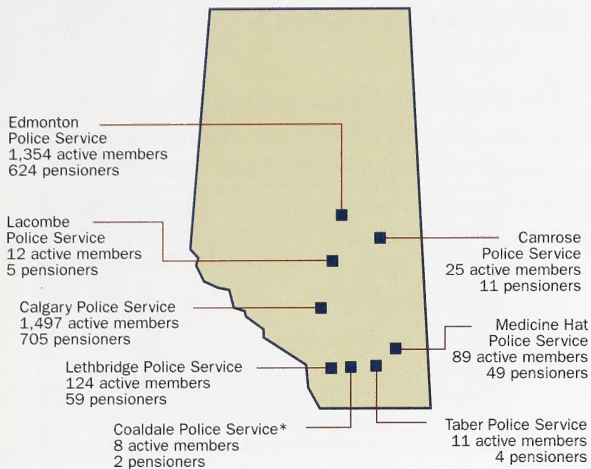 Edmonton
Police Service
1,354 active members
624 pensioners
Lacombe
Police Service
12 active members
5 pensioners
Camrose
Police Service
25 active members
11 pensioners
Calgary Police Service
1,497 active members
705 pensioners
Medicine Hat
Police Service
89 active members
49 pensioners
Lethbridge Police Service
124 active members
59 pensioners
Coaldale Police Service*
8 active members
2 pensioners
Taber Police Service
11 active members
4 pensioners